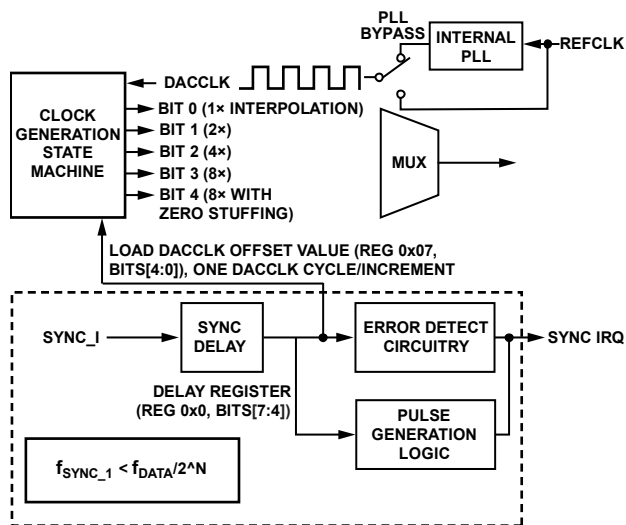 PLL
BYPASS
INTERNAL
PLL
REFCLK
DACCLK
CLOCK
GENERATION
STATE
MACHINE
BIT 0 (1× INTERPOLATION)
BIT 1 (2×)
BIT 2 (4×)
BIT 3 (8×)
BIT 4 (8× WITH
ZERO STUFFING)
MUX
LOAD DACCLK OFFSET VALUE (REG 0x07,
BITS[4:0]), ONE DACCLK CYCLE/INCREMENT
SYNC_I
SYNC
DELAY
ERROR DETECT
CIRCUITRY
SYNC IRQ
DELAY REGISTER
(REG 0x0, BITS[7:4])
PULSE
GENERATION
LOGIC
fSYNC_1 < fDATA/2^N